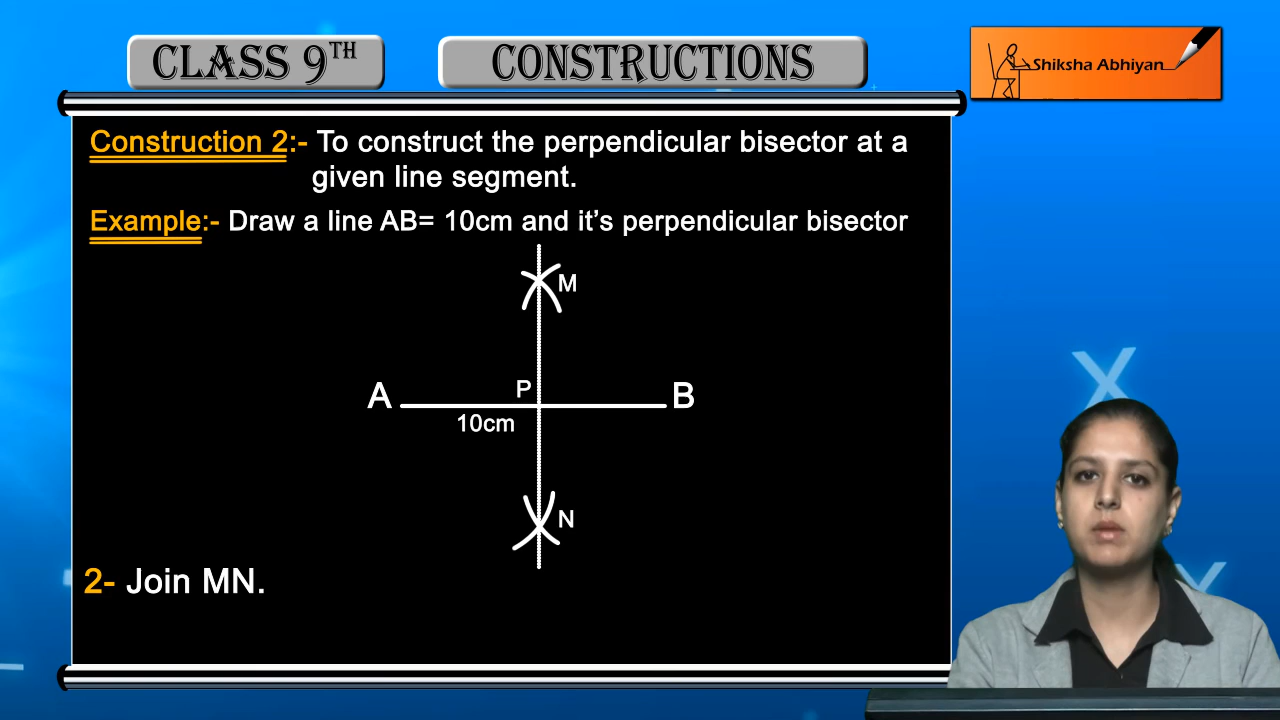 CLASS 9TH
CONSTRUCTIONS
Shiksha Abhiyan
Construction 2:- To construct the perpendicular bisector at a
given line segment.
Example:- Draw a line AB= 10cm and it's perpendicular bisector
M
A
P
B
10cm
N
2- Join MN.
X
x